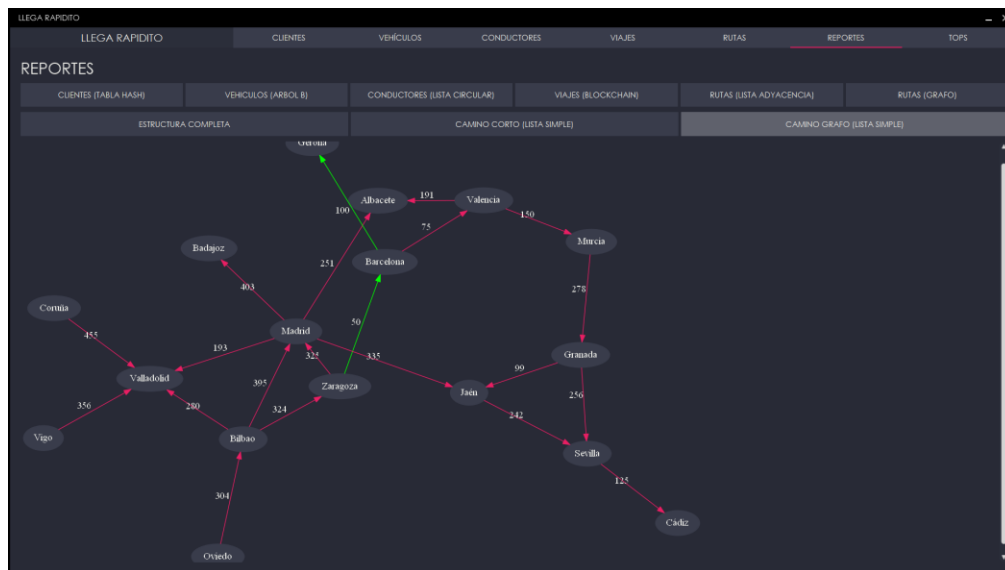 LLEGA RAPIDITO
LLEGA RAPIDITO CLIENTES VEHÍCULOS CONDUCTORES VIAJES RUTAS REPORTES TOPS
REPORTES
CLIENTES (TABLA HASH) VEHICULOS (ARBOL B) CONDUCTORES (LISTA CIRCULAR) VIAJES (BLOCKCHAIN) RUTAS (LISTA ADYACENCIA) RUTAS (GRAFO)
ESTRUCTURA COMPLETA CAMINO CORTO (LISTA SIMPLE) CAMINO GRAFO (LISTA SIMPLE)
Gerona
Albacete 191 Valencia
100
75 150
Murcia
Badajoz
251 Barcelona
403 278
Coruña
50
Madrid
455
193 325 335 Granada
99
Valladolid
Zaragoza
395 Jaén 256
356 280 324
242
Vigo Bilbao
Sevilla
125
304
Cádiz
Oviedo